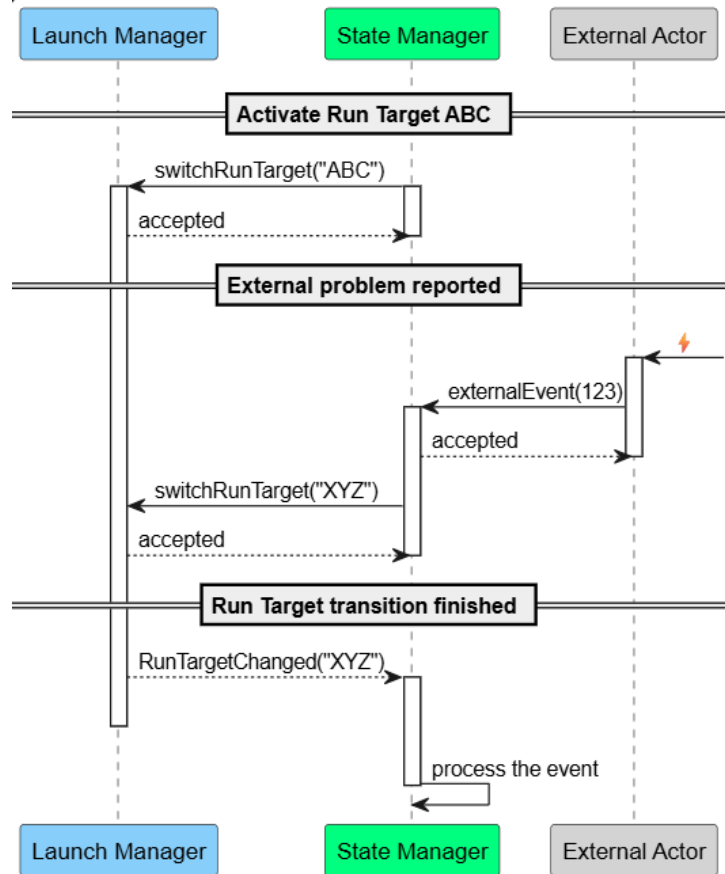 Launch Manager
State Manager
External Actor
Activate Run Target ABC
switchRunTarget("ABC")
accepted
External problem reported
externalEvent(123)
accepted
switchRunTarget("XYZ")
accepted
Run Target transition finished
RunTargetChanged("XYZ")
process the event
Launch Manager
State Manager
External Actor